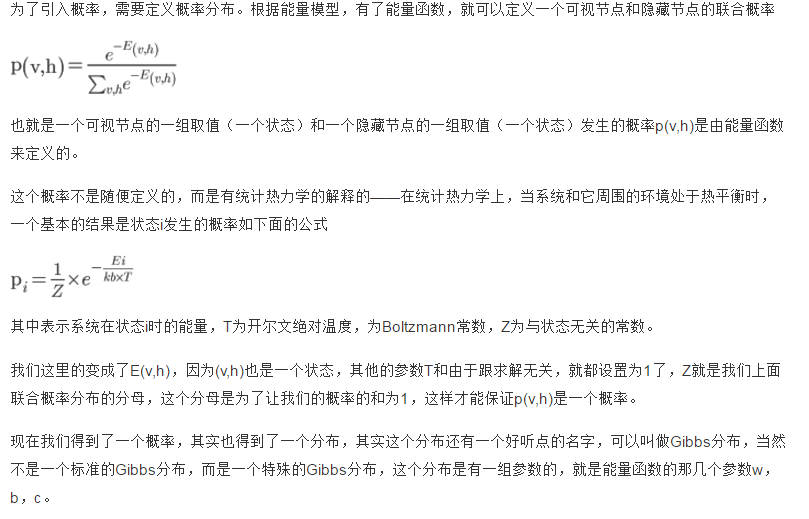 为了引入概率，需要定义概率分布。根据能量模型，有了能量函数，就可以定义一个可视节点和隐藏节点的联合概率
p(v,h)=e^{-E(v,h)}/∑_{v,h}e^{-E(v,h)}
也就是一个可视节点的一组取值（一个状态）和一个隐藏节点的一组取值（一个状态）发生的概率p(v,h)是由能量函数
来定义的。
这个概率不是随便定义的，而是有统计热力学的解释的——在统计热力学上，当系统和它周围的环境处于热平衡时，
一个基本的结果是状态i发生的概率如下面的公式
p_i=1/Z×e^{-Ei/kb×T}
其中表示系统在状态i时的能量，T为开尔文绝对温度，为Boltzmann常数，Z为与状态无关的常数。
我们这里的变成了E(v,h)，因为(v,h)也是一个状态，其他的参数T和由于跟求解无关，就都设置为1了，Z就是我们上面
联合概率分布的分母，这个分母是为了让我们的概率的和为1，这样才能保证p(v,h)是一个概率。
现在我们得到了一个概率，其实也得到了一个分布，其实这个分布还有一个好听点的名字，可以叫做Gibbs分布，当然
不是一个标准的Gibbs分布，而是一个特殊的Gibbs分布，这个分布是有一组参数的，就是能量函数的那几个参数w，
b，c。